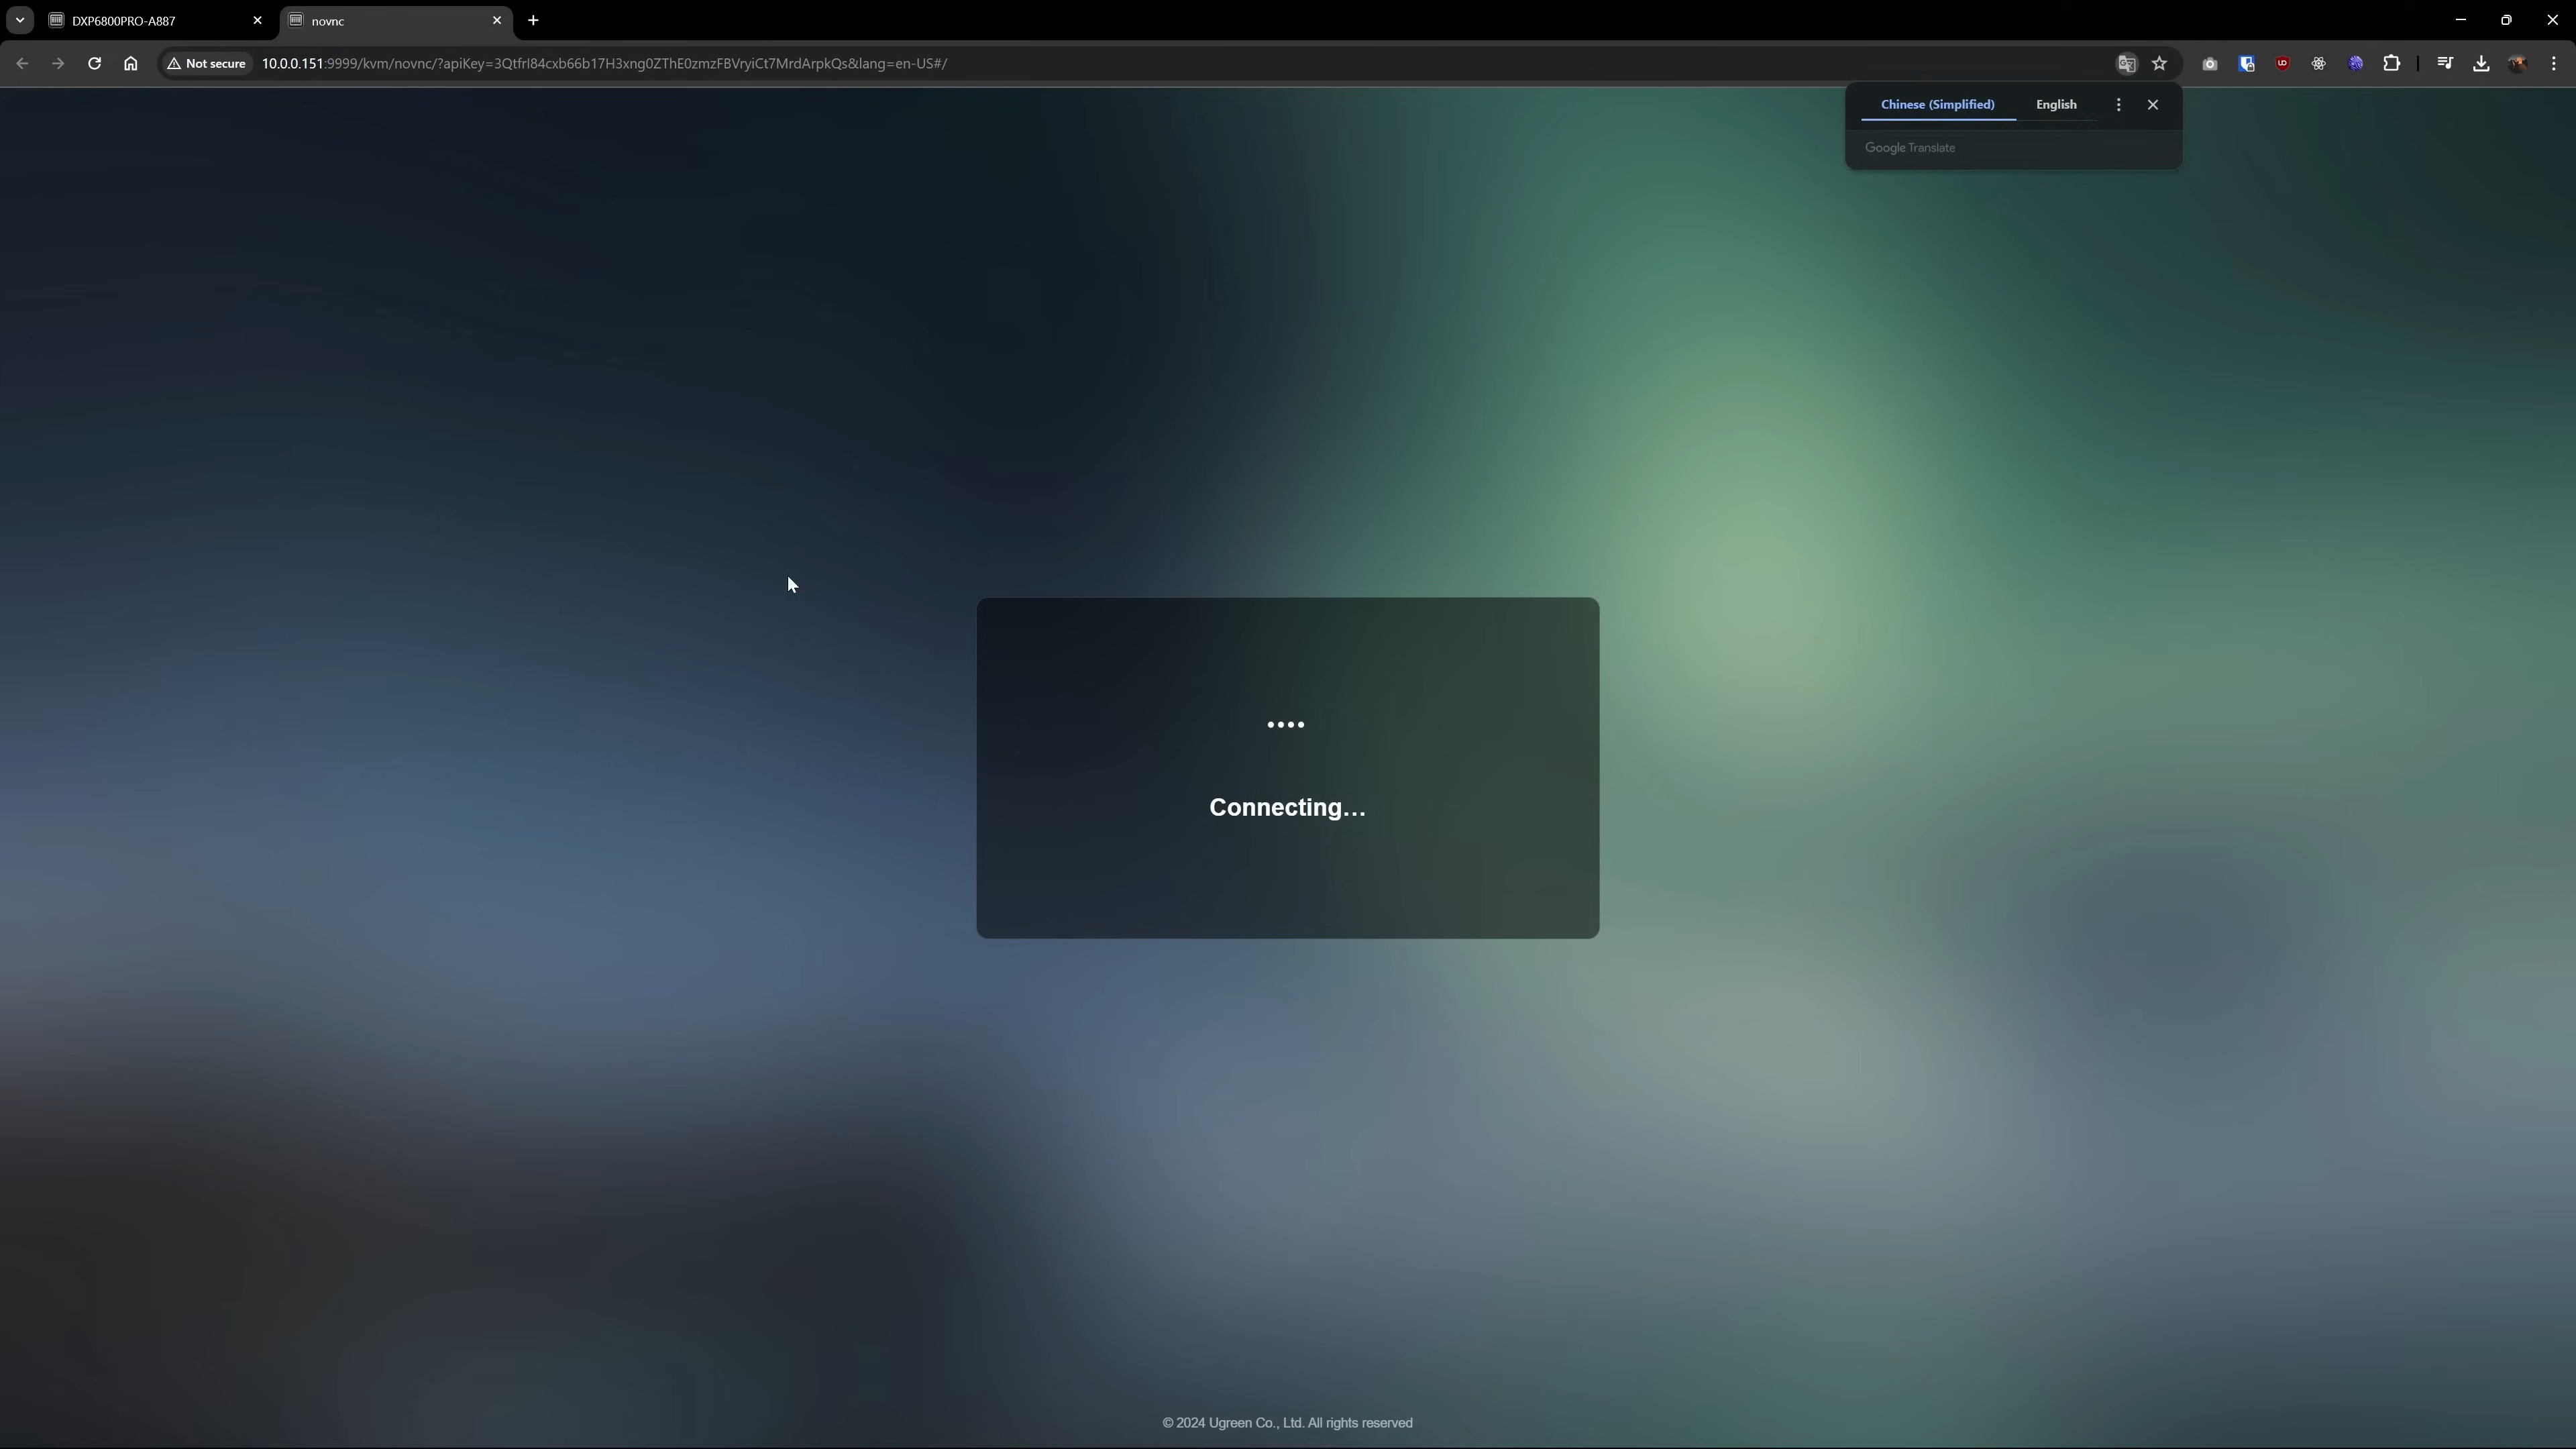 DXP6800PRO-A887
novnc
Not secure
10.0.0.151:9999/kvm/novnc/?apiKey=3Qtfrl84cxb66b17H3xng0ZThE0zmzFBVryiCt7MrdArpkQs&lang=en-US#/
Chinese (Simplified)
English
Google Translate
Connecting...
© 2024 Ugreen Co., Ltd. All rights reserved